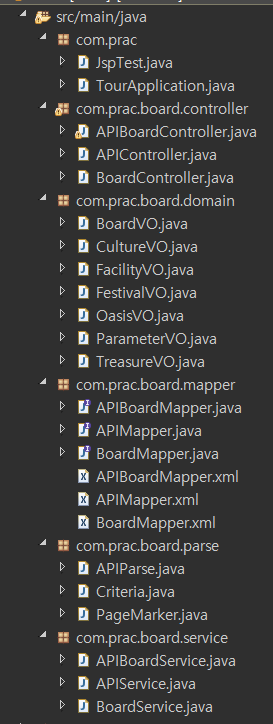 src/main/java
com.prac
JspTest.java
TourApplication.java
com.prac.board.controller
APIBoardController.java
APIController.java
BoardController.java
com.prac.board.domain
BoardVO.java
CultureVO.java
FacilityVO.java
FestivalVO.java
OasisVO.java
ParameterVO.java
TreasureVO.java
com.prac.board.mapper
APIBoardMapper.java
APIMapper.java
BoardMapper.java
APIBoardMapper.xml
APIMapper.xml
BoardMapper.xml
com.prac.board.parse
APIParse.java
Criteria.java
PageMarker.java
com.prac.board.service
APIBoardService.java
APIService.java
BoardService.java